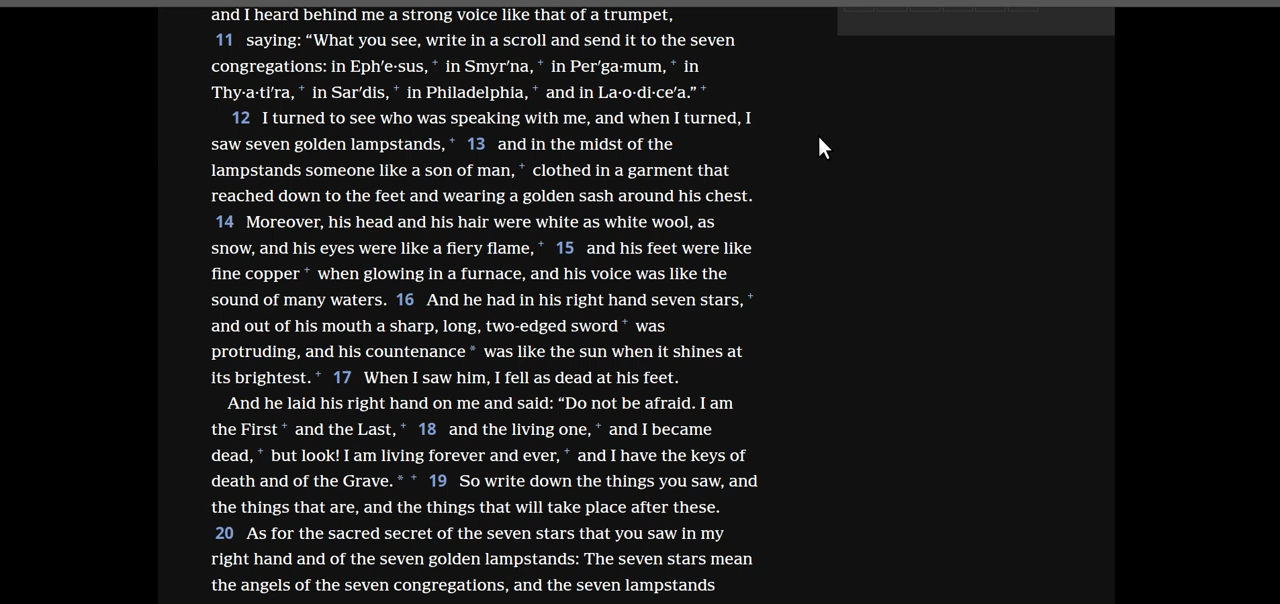 and I heard behind me a strong voice like that of a trumpet,
11 saying: “What you see, write in a scroll and send it to the seven
congregations: in Ephʹe·sus, + in Smyrʹna, + in Perʹga·mum, + in
Thy·a·tiʹra, + in Sarʹdis, + in Philadelphia, + and in La·o·di·ceʹa.” +
12 I turned to see who was speaking with me, and when I turned, I
saw seven golden lampstands, + 13 and in the midst of the
lampstands someone like a son of man, + clothed in a garment that
reached down to the feet and wearing a golden sash around his chest.
14 Moreover, his head and his hair were white as white wool, as
snow, and his eyes were like a fiery flame, + 15 and his feet were like
fine copper + when glowing in a furnace, and his voice was like the
sound of many waters. 16 And he had in his right hand seven stars, +
and out of his mouth a sharp, long, two-edged sword + was
protruding, and his countenance * was like the sun when it shines at
its brightest. + 17 When I saw him, I fell as dead at his feet.
And he laid his right hand on me and said: “Do not be afraid. I am
the First + and the Last, + 18 and the living one, + and I became
dead, + but look! I am living forever and ever, + and I have the keys of
death and of the Grave. * + 19 So write down the things you saw, and
the things that are, and the things that will take place after these.
20 As for the sacred secret of the seven stars that you saw in my
right hand and of the seven golden lampstands: The seven stars mean
the angels of the seven congregations, and the seven lampstands